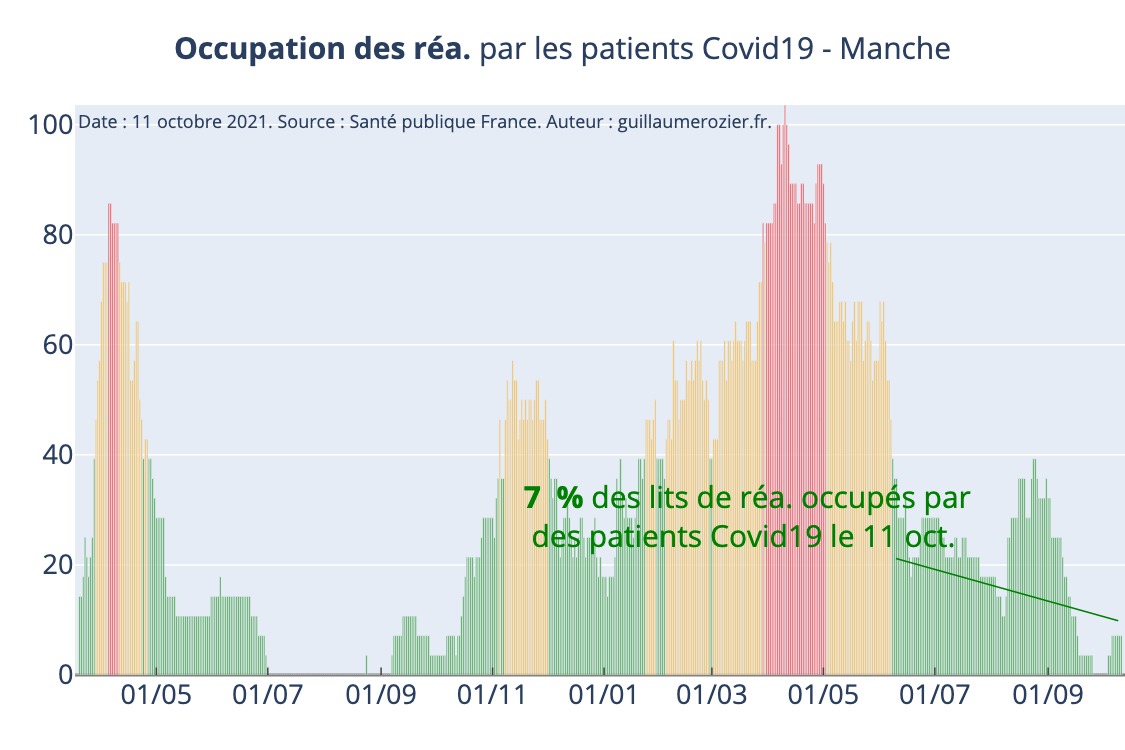 Occupation des réa. par les patients Covid19 - Manche
Date : 11 octobre 2021. Source : Santé publique France. Auteur : guillaumerozier.fr.
100
80
60
40
20
0
7 % des lits de réa. occupés par
des patients Covid19 le 11 oct.
01/05 01/07 01/09 01/11 01/01 01/03 01/05 01/07 01/09